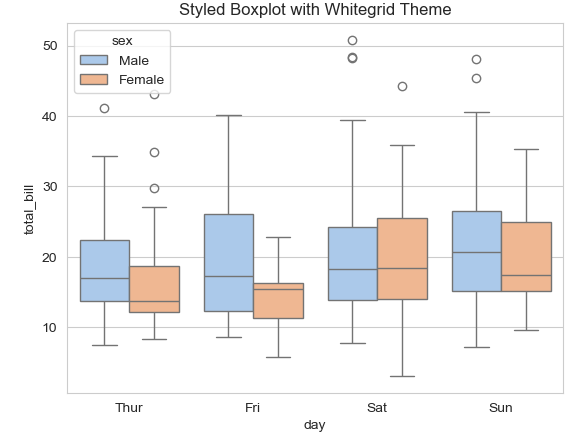 Styled Boxplot with Whitegrid Theme
sex
Male
Female
total_bill
50
40
30
20
10
Thur Fri Sat Sun
day